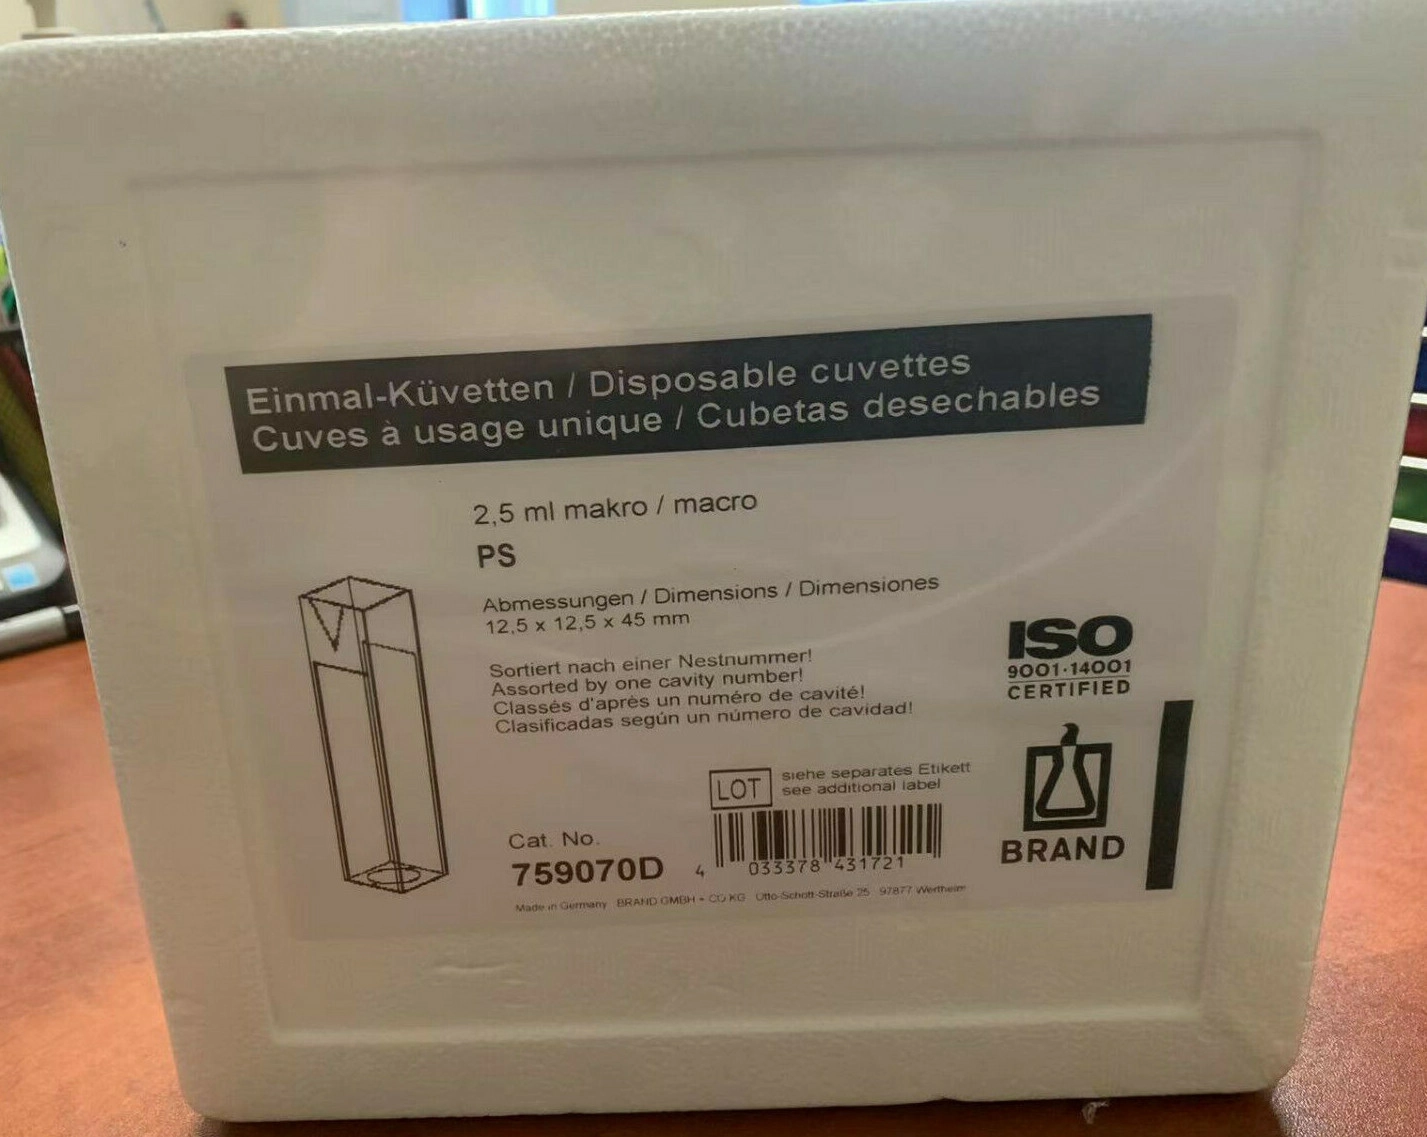 Einmal-Küvetten / Disposable cuvettes
Cuves à usage unique / Cubetas desechables
2,5 ml makro / macro
PS
Abmessungen / Dimensions / Dimensiones
12,5 x 12,5 x 45 mm
Sortiert nach einer Nestnummer!
Assorted by one cavity number!
Classés d'après un numéro de cavité!
Clasificadas según un número de cavidad!
ISO
9001·14001
CERTIFIED
LOT
siehe separates Etikett
see additional label
Cat. No.
759070D
4 033378 431721
BRAND
Made in Germany BRAND GMBH + CO KG Otto-Schott-Straße 25 97877 Wertheim